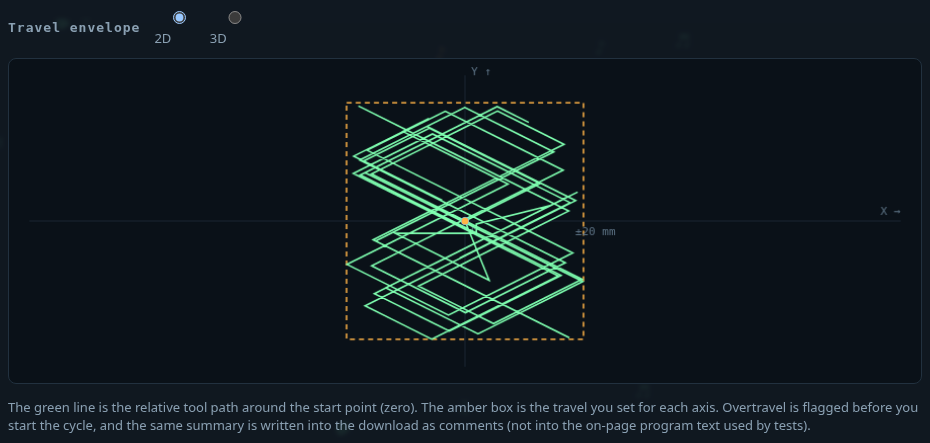 Travel envelope
2D 3D
Y ↑
X →
±20 mm
The green line is the relative tool path around the start point (zero). The amber box is the travel you set for each axis. Overtravel is flagged before you
start the cycle, and the same summary is written into the download as comments (not into the on-page program text used by tests).